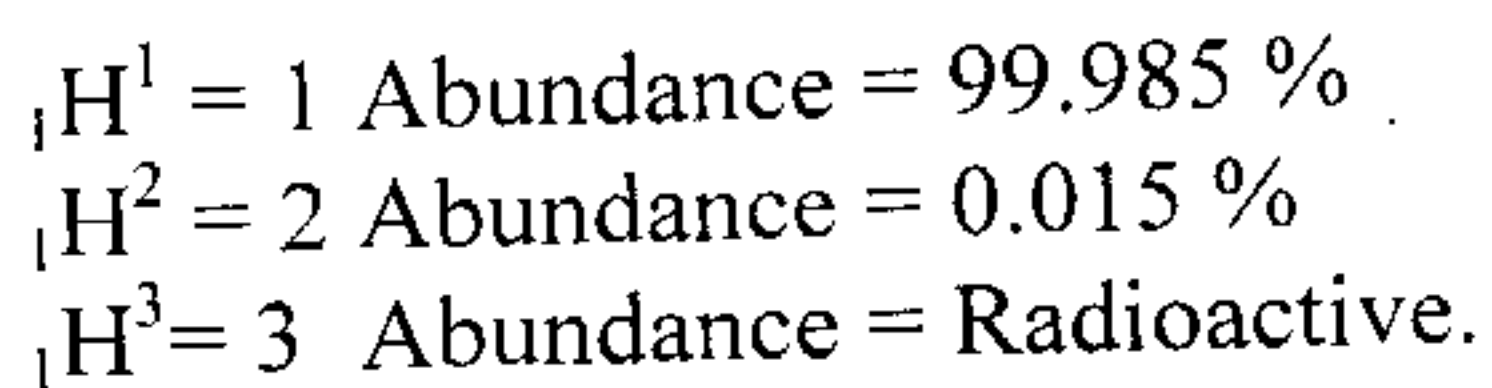 ₁H¹ = 1 Abundance = 99.985 %
₁H² = 2 Abundance = 0.015 %
₁H³= 3 Abundance = Radioactive.